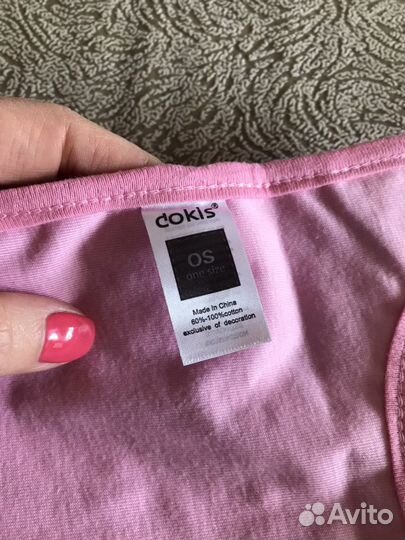 dokis®
OS
one size
Made In China
60%-100%cotton
exclusive of decoration
Avito